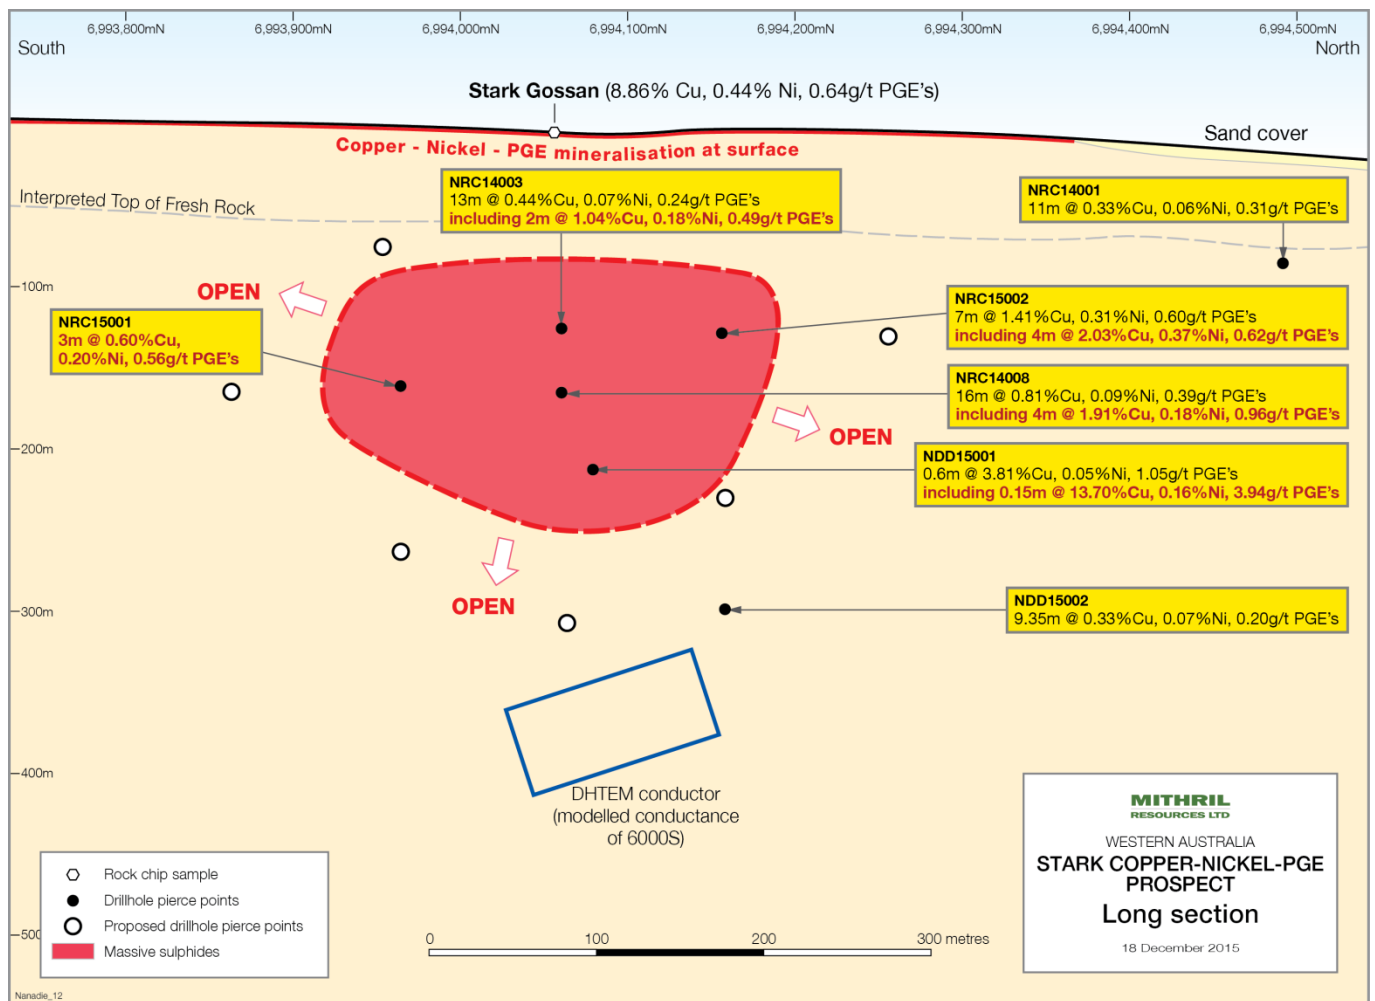 6,993,800mN
6,993,900mN
6,994,000mN
6,994,100mN
6,994,200mN
6,994,300mN
6,994,400mN
6,994,500mN
South
North
Stark Gossan (8.86% Cu, 0.44% Ni, 0.64g/t PGE's)
Sand cover
Copper - Nickel - PGE mineralisation at surface
Interpreted Top of Fresh Rock
NRC14003
13m @ 0.44%Cu, 0.07%Ni, 0.24g/t PGE's
including 2m @ 1.04%Cu, 0.18%Ni, 0.49g/t PGE's
NRC14001
11m @ 0.33%Cu, 0.06%Ni, 0.31g/t PGE's
100m
OPEN
NRC15001
3m @ 0.60%Cu,
0.20%Ni, 0.56g/t PGE's
NRC15002
7m @ 1.41%Cu, 0.31%Ni, 0.60g/t PGE's
including 4m @ 2.03%Cu, 0.37%Ni, 0.62g/t PGE's
NRC14008
16m @ 0.81%Cu, 0.09%Ni, 0.39g/t PGE's
including 4m @ 1.91%Cu, 0.18%Ni, 0.96g/t PGE's
200m
OPEN
NDD15001
0.6m @ 3.81%Cu, 0.05%Ni, 1.05g/t PGE's
including 0.15m @ 13.70%Cu, 0.16%Ni, 3.94g/t PGE's
OPEN
300m
NDD15002
9.35m @ 0.33%Cu, 0.07%Ni, 0.20g/t PGE's
400m
DHTEM conductor
(modelled conductance
of 6000S)
MITHRIL
RESOURCES LTD
WESTERN AUSTRALIA
STARK COPPER-NICKEL-PGE
PROSPECT
Long section
18 December 2015
Rock chip sample
Drillhole pierce points
Proposed drillhole pierce points
Massive sulphides
500
0
100
200
300 metres
Nanadie_12